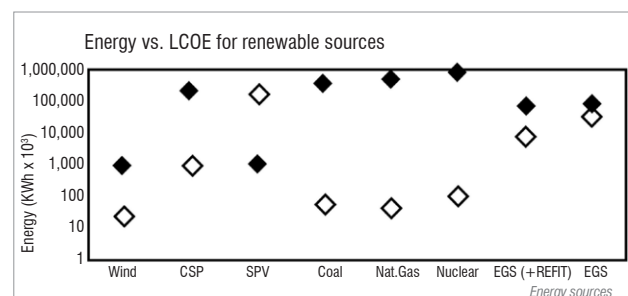 Energy vs. LCOE for renewable sources
Energy (KWh x 10³)
1,000,000
100,000
10,000
1,000
100
10
1
Wind CSP SPV Coal Nat.Gas Nuclear EGS (+REFIT) EGS
Energy sources